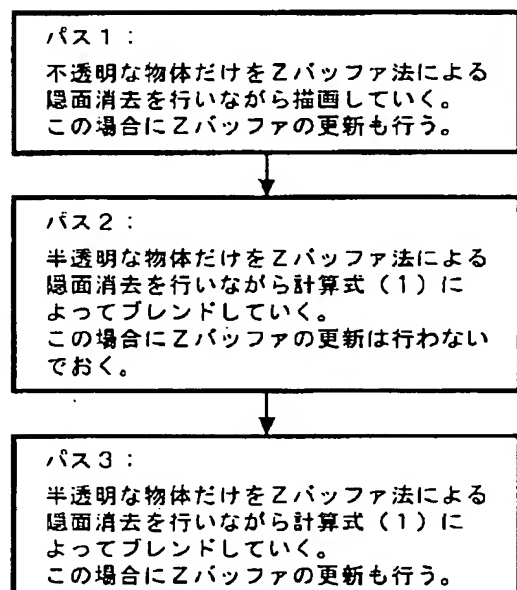 パス１：
不透明な物体だけをＺバッファ法による
隠面消去を行いながら描画していく。
この場合にＺバッファの更新も行う。
パス２：
半透明な物体だけをＺバッファ法による
隠面消去を行いながら計算式（１）に
よってブレンドしていく。
この場合にＺバッファの更新は行わない
でおく。
パス３：
半透明な物体だけをＺバッファ法による
隠面消去を行いながら計算式（１）に
よってブレンドしていく。
この場合にＺバッファの更新も行う。